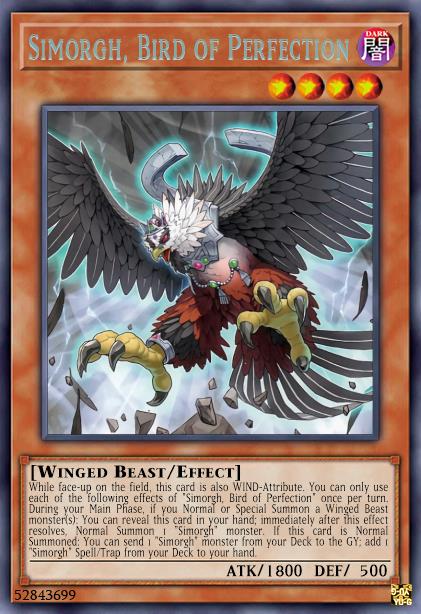 SIMORGH, BIRD OF PERFECTION
DARK
闇
[WINGED BEAST/EFFECT]
While face-up on the field, this card is also WIND-Attribute. You can only use
each of the following effects of "Simorgh, Bird of Perfection" once per turn.
During your Main Phase, if you Normal or Special Summon a Winged Beast
monster(s): You can reveal this card in your hand; immediately after this effect
resolves, Normal Summon 1 "Simorgh" monster. If this card is Normal
Summoned: You can send 1 "Simorgh" monster from your Deck to the GY; add 1
"Simorgh" Spell/Trap from your Deck to your hand.
ATK/1800 DEF/ 500
52843699